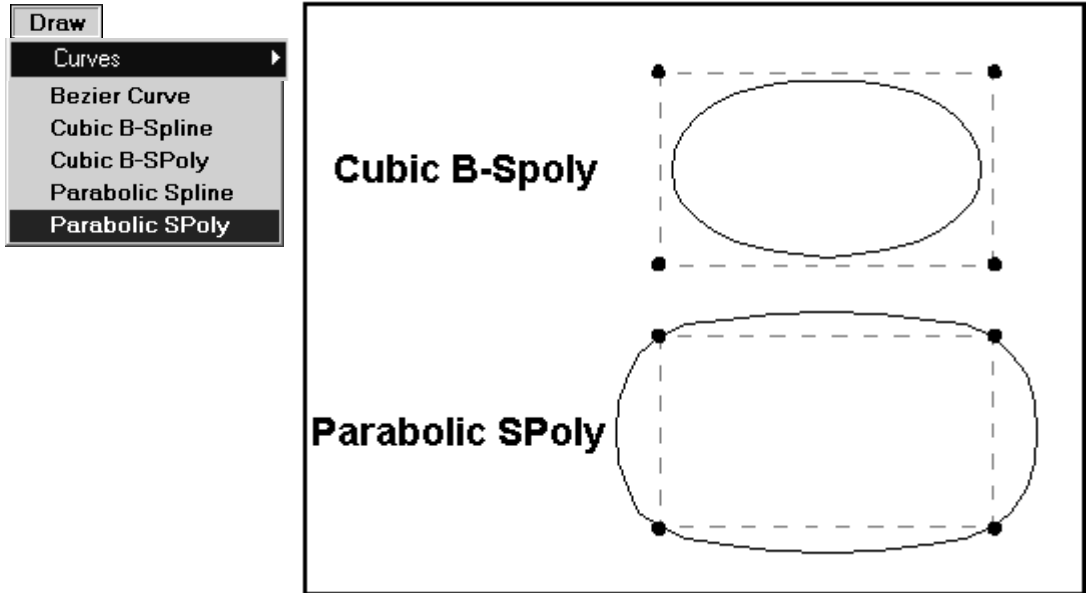 Draw
Curves
Bezier Curve
Cubic B-Spline
Cubic B-SPoly
Parabolic Spline
Parabolic SPoly
Cubic B-Spoly
Parabolic SPoly